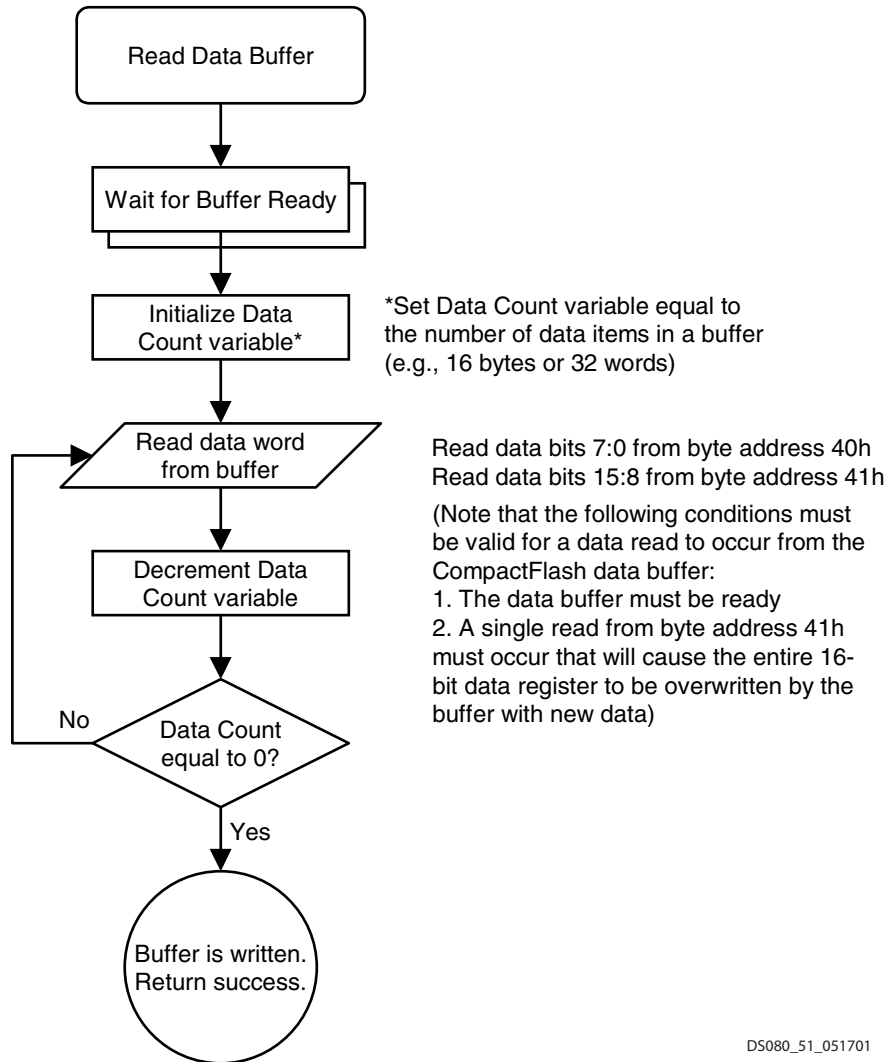 Read Data Buffer
Wait for Buffer Ready
Initialize Data
Count variable*
*Set Data Count variable equal to
the number of data items in a buffer
(e.g., 16 bytes or 32 words)
Read data word
from buffer
Read data bits 7:0 from byte address 40h
Read data bits 15:8 from byte address 41h
(Note that the following conditions must
be valid for a data read to occur from the
CompactFlash data buffer:
1. The data buffer must be ready
2. A single read from byte address 41h
must occur that will cause the entire 16-
bit data register to be overwritten by the
buffer with new data)
Decrement Data
Count variable
No
Data Count
equal to 0?
Yes
Buffer is written.
Return success.
DS080_51_051701